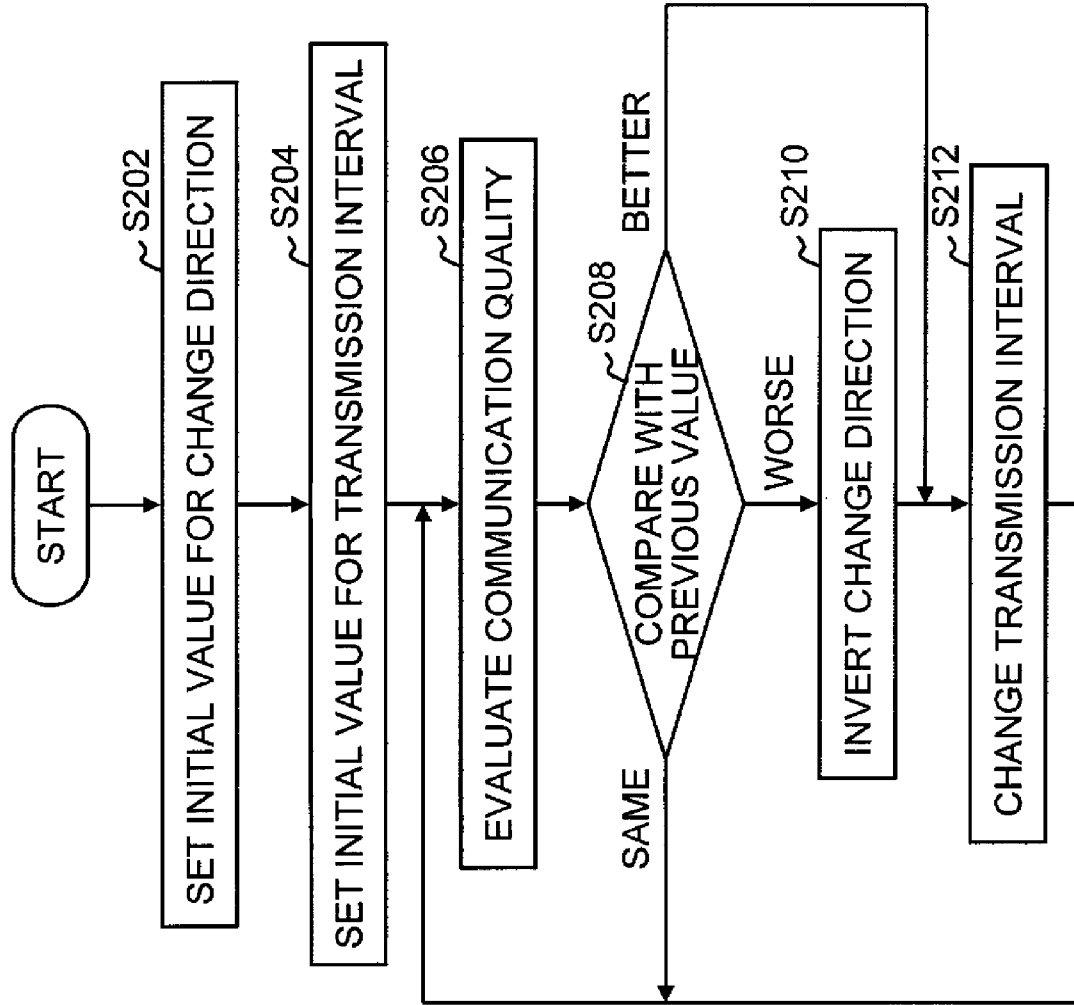 START
S202
SET INITIAL VALUE FOR CHANGE DIRECTION
S204
SET INITIAL VALUE FOR TRANSMISSION INTERVAL
S206
EVALUATE COMMUNICATION QUALITY
S208
COMPARE WITH
PREVIOUS VALUE
SAME
BETTER
WORSE
S210
INVERT CHANGE DIRECTION
S212
CHANGE TRANSMISSION INTERVAL